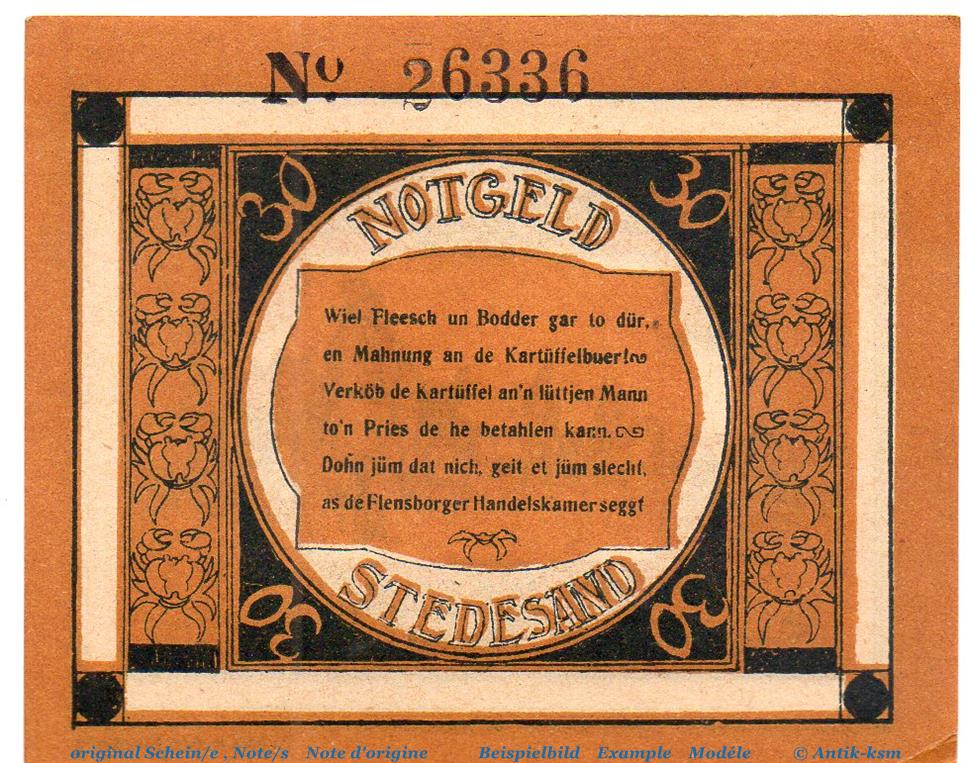 Nº 26336
30 30
NOTGELD
Wiel Fleesch un Bodder gar to dür,
en Mahnung an de Kartüffelbuer!
Verköb de Kartüffel an'n lüttjen Mann
to'n Pries de he betahlen kann.
Dohn jüm dat nich, geit et jüm slecht,
as de Flensborger Handelskamer seggt
STEDESAND
30 30
original Schein/e . Note/s Note d'origine Beispielbild Example Modéle © Antik-ksm